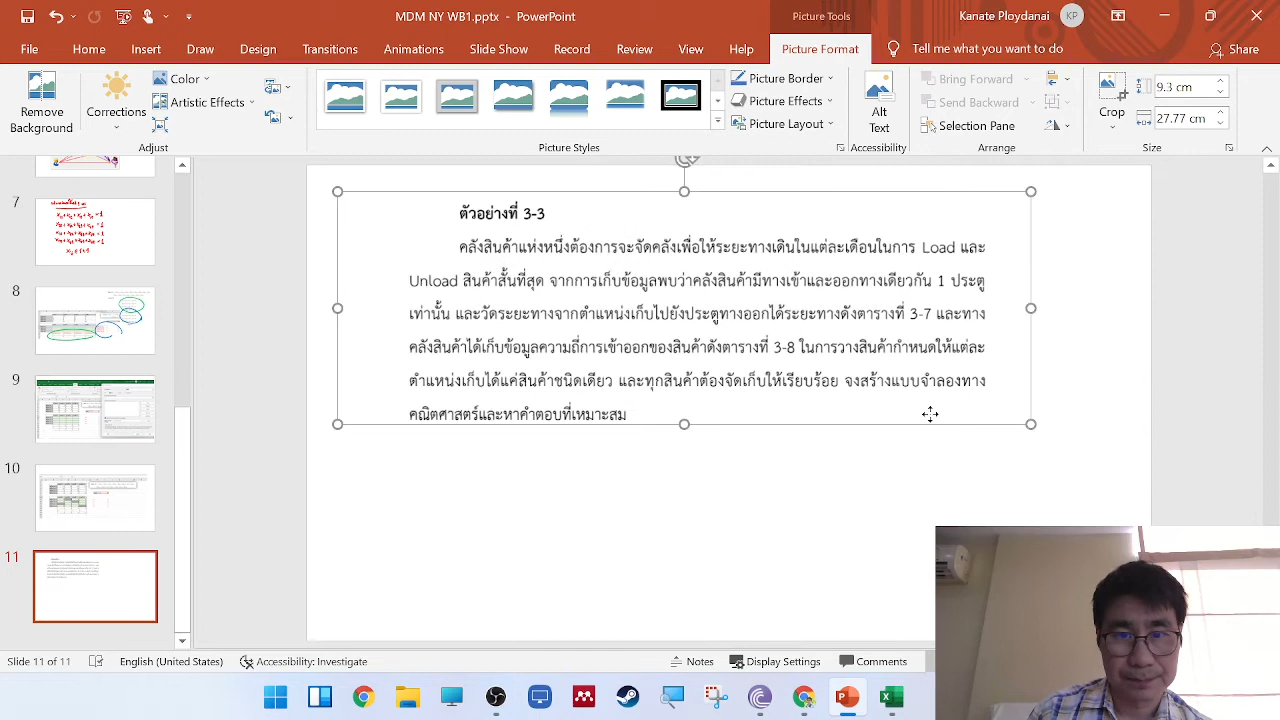 MDM NY WB1.pptx - PowerPoint
Picture Tools
Kanate Ploydanai
KP
File Home Insert Draw Design Transitions Animations Slide Show Record Review View Help Picture Format Tell me what you want to do Share
Remove Background
Corrections
Color
Artistic Effects
Adjust
Picture Styles
Picture Border
Picture Effects
Picture Layout
Alt Text
Accessibility
Bring Forward
Send Backward
Selection Pane
Arrange
Crop
9.3 cm
27.77 cm
Size
7
8
9
10
11
ตัวอย่างที่ 3-3
คลังสินค้าแห่งหนึ่งต้องการจะจัดคลังเพื่อให้ระยะทางเดินในแต่ละเดือนในการ Load และ
Unload สินค้าสั้นที่สุด จากการเก็บข้อมูลพบว่าคลังสินค้ามีทางเข้าและออกทางเดียวกัน 1 ประตู
เท่านั้น และวัดระยะทางจากตำแหน่งเก็บไปยังประตูทางออกได้ระยะทางดังตารางที่ 3-7 และทาง
คลังสินค้าได้เก็บข้อมูลความถี่การเข้าออกของสินค้าดังตารางที่ 3-8 ในการวางสินค้ากำหนดให้แต่ละ
ตำแหน่งเก็บได้แค่สินค้าชนิดเดียว และทุกสินค้าต้องจัดเก็บให้เรียบร้อย จงสร้างแบบจำลองทาง
คณิตศาสตร์และหาคำตอบที่เหมาะสม
Slide 11 of 11
English (United States)
Accessibility: Investigate
Notes
Display Settings
Comments